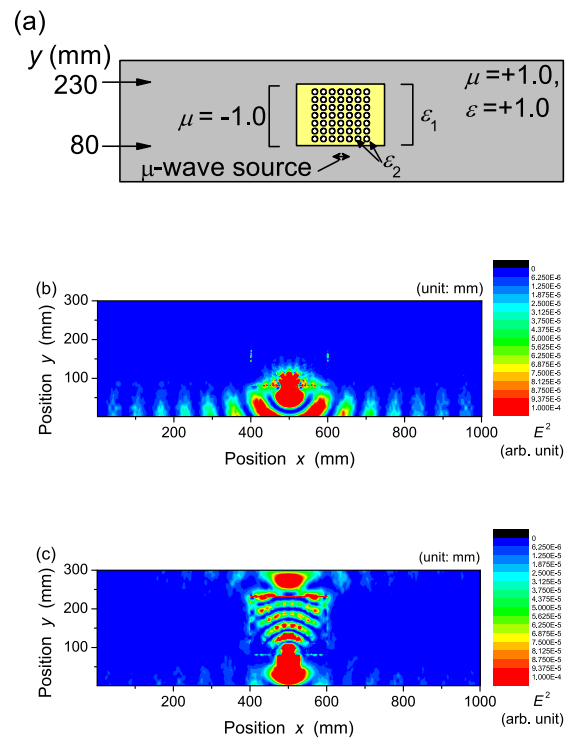 (a)
y (mm)
230
80
μ = -1.0
ε1
μ = +1.0,
ε = +1.0
μ-wave source
ε2
(b)
(unit: mm)
Position y (mm)
300
200
100
200
400
600
800
1000
Position x (mm)
0
6.250E-6
1.250E-5
1.875E-5
2.500E-5
3.125E-5
3.750E-5
4.375E-5
5.000E-5
5.625E-5
6.250E-5
6.875E-5
7.500E-5
8.125E-5
8.750E-5
9.375E-5
1.000E-4
E²
(arb. unit)
(c)
(unit: mm)
Position y (mm)
300
200
100
200
400
600
800
1000
Position x (mm)
0
6.250E-6
1.250E-5
1.875E-5
2.500E-5
3.125E-5
3.750E-5
4.375E-5
5.000E-5
5.625E-5
6.250E-5
6.875E-5
7.500E-5
8.125E-5
8.750E-5
9.375E-5
1.000E-4
E²
(arb. unit)